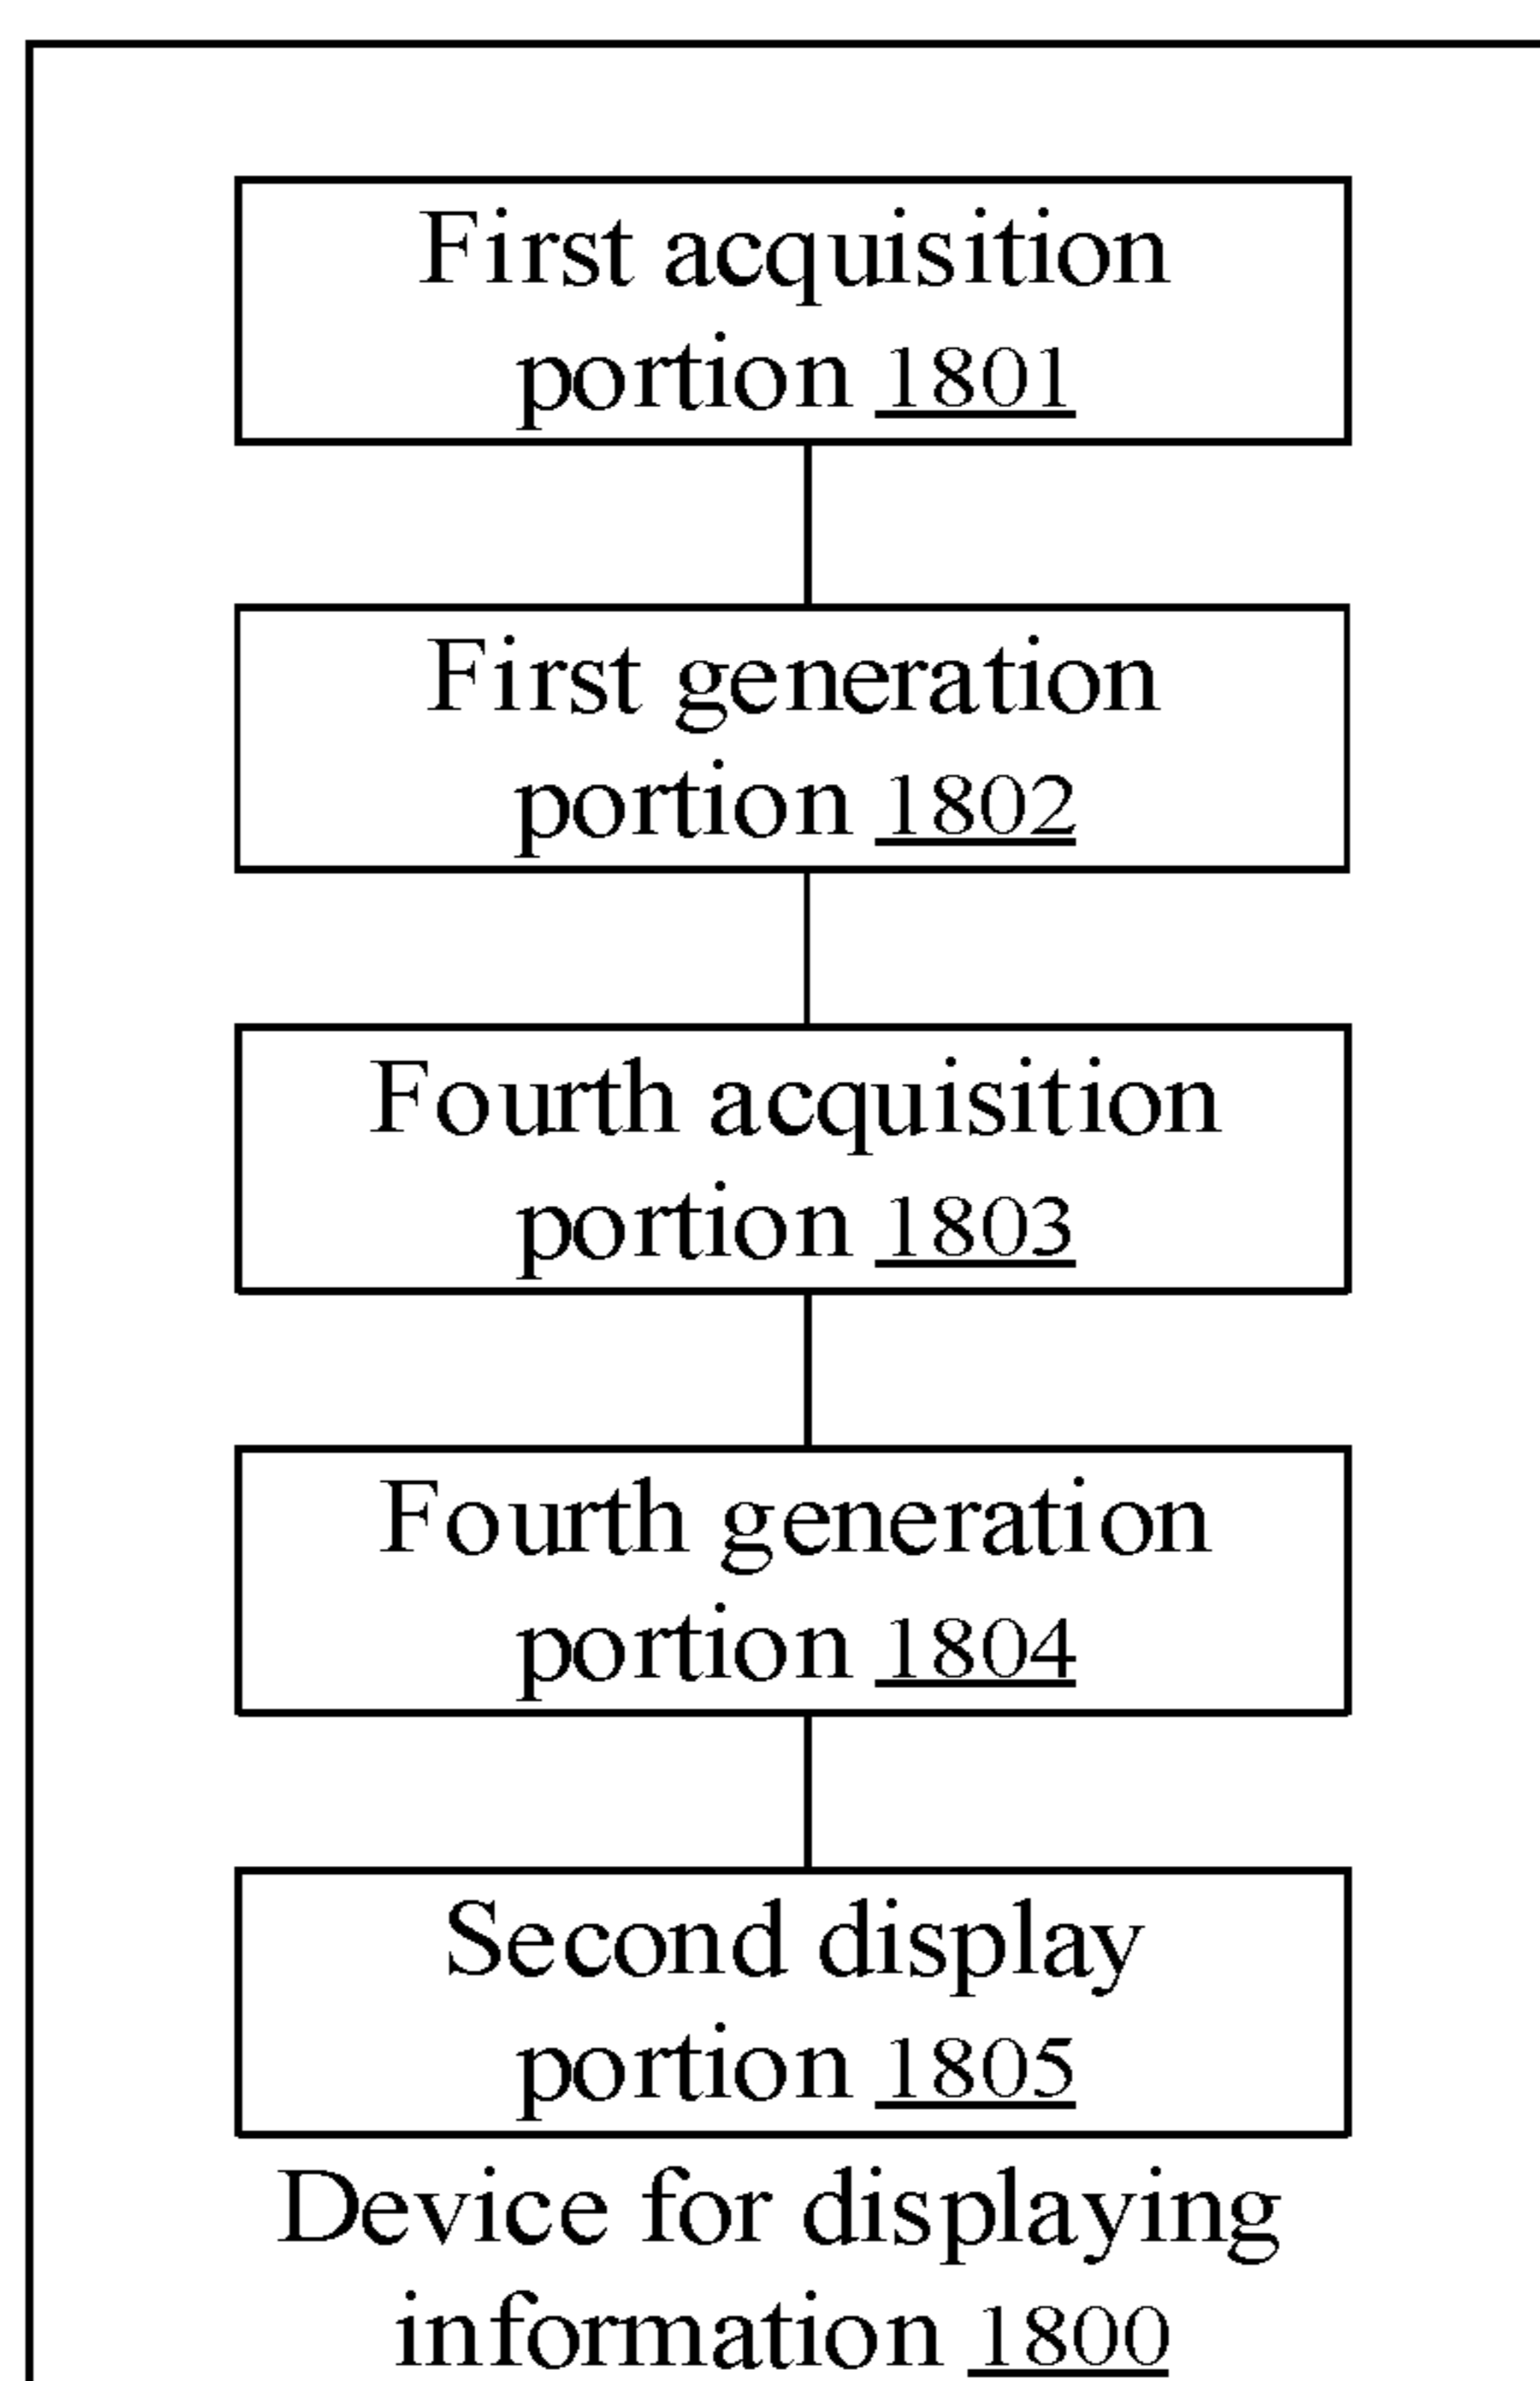 First acquisition
portion 1801
First generation
portion 1802
Fourth acquisition
portion 1803
Fourth generation
portion 1804
Second display
portion 1805
Device for displaying
information 1800